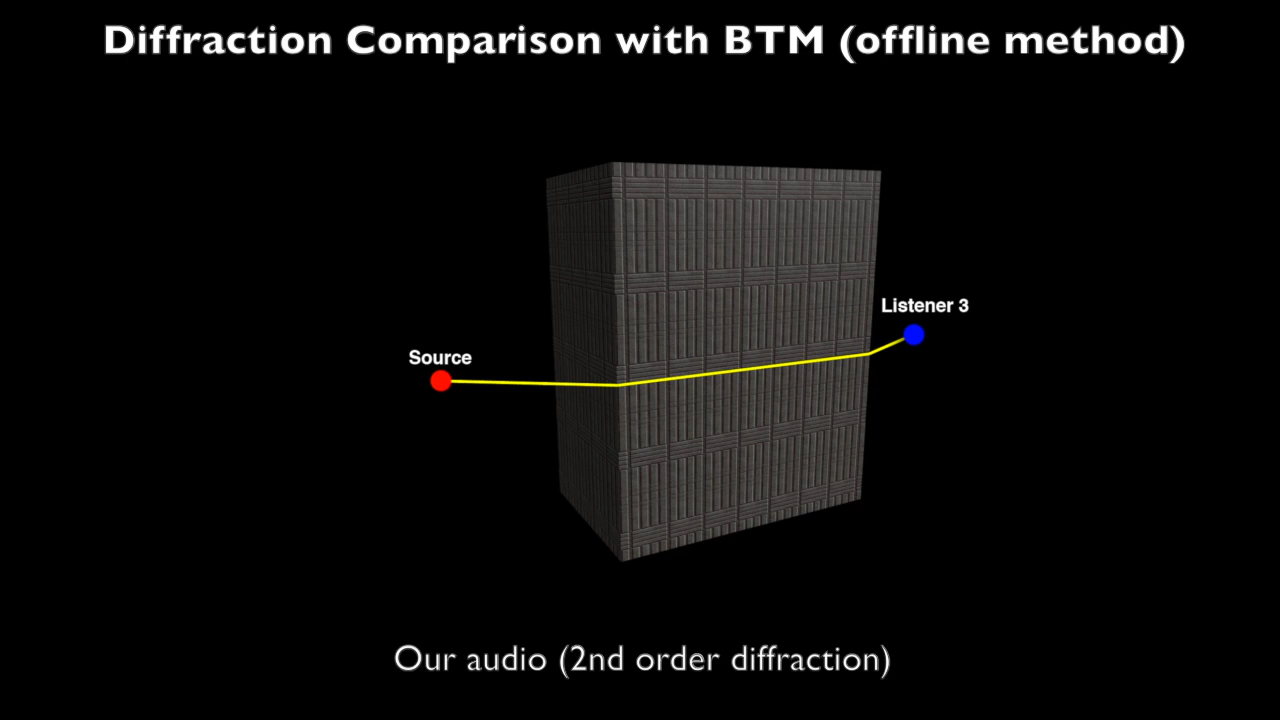 Diffraction Comparison with BTM (offline method)
Listener 3
Source
Our audio (2nd order diffraction)